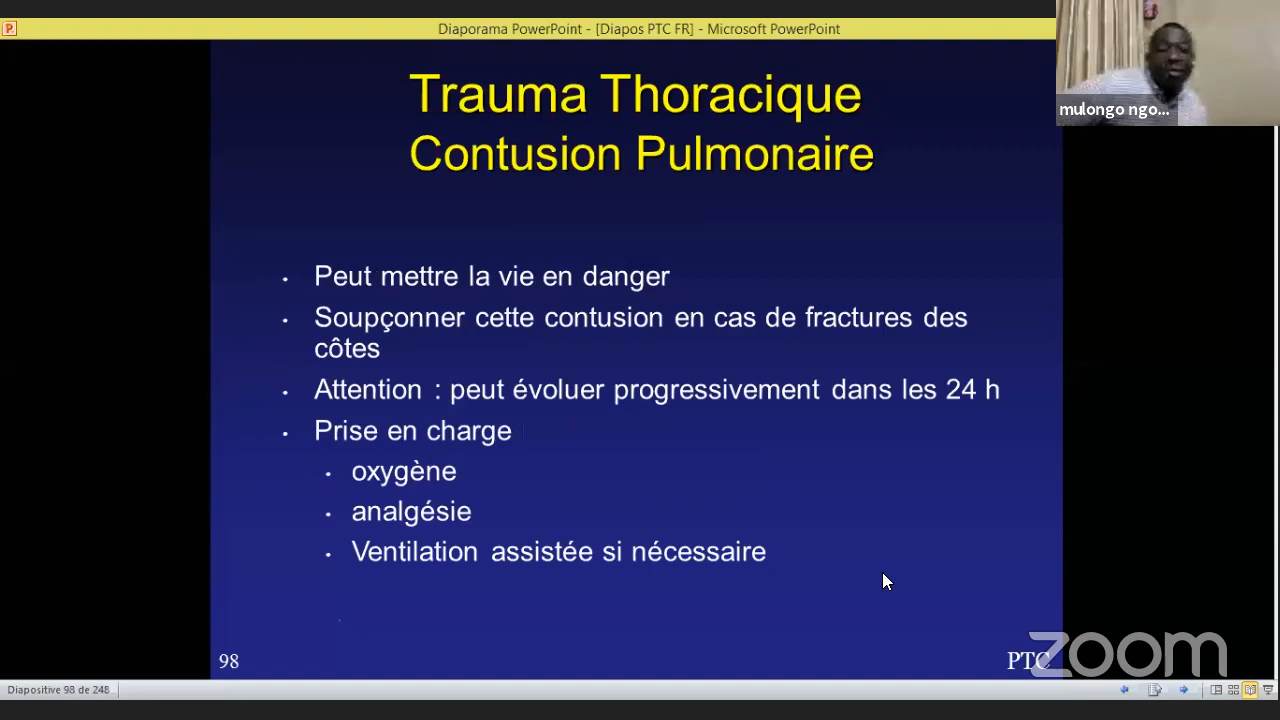 Diaporama PowerPoint - [Diapos PTC FR] - Microsoft PowerPoint
mulongo ngo...
Trauma Thoracique
Contusion Pulmonaire
• Peut mettre la vie en danger
• Soupçonner cette contusion en cas de fractures des
côtes
• Attention : peut évoluer progressivement dans les 24 h
• Prise en charge
• oxygène
• analgésie
• Ventilation assistée si nécessaire
98
PTC
zoom
Diapositive 98 de 248